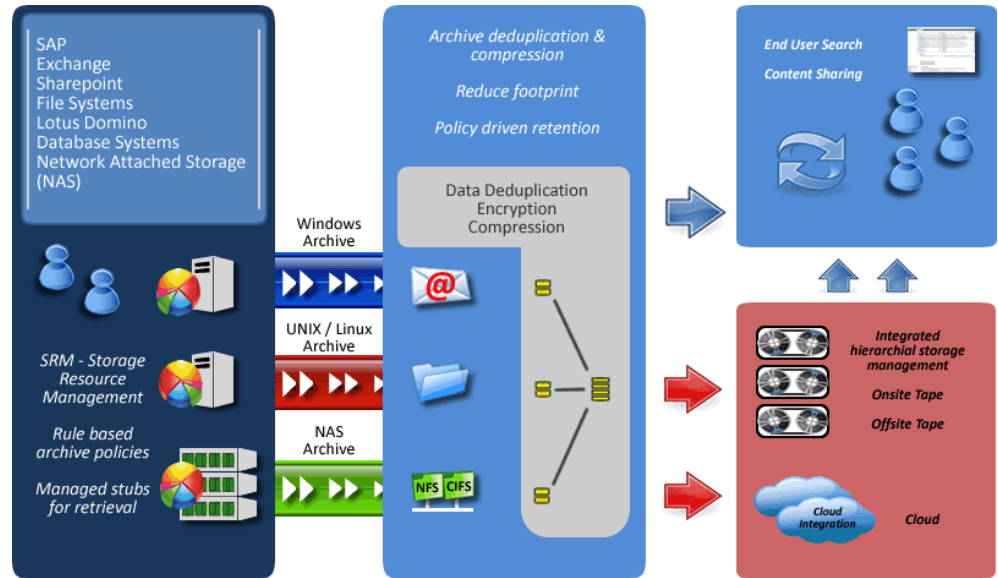 SAP
Exchange
Sharepoint
File Systems
Lotus Domino
Database Systems
Network Attached Storage
(NAS)
SRM - Storage
Resource
Management
Rule based
archive policies
Managed stubs
for retrieval
Windows
Archive
UNIX / Linux
Archive
NAS
Archive
Archive deduplication &
compression
Reduce footprint
Policy driven retention
Data Deduplication
Encryption
Compression
@
NFS CIFS
End User Search
Content Sharing
Integrated
hierarchial storage
management
Onsite Tape
Offsite Tape
Cloud
Integration
Cloud